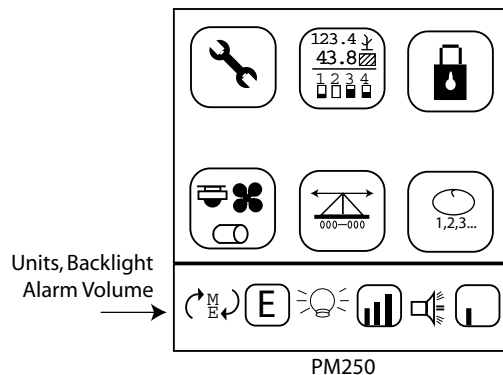 123.4
43.8
1 2 3 4
000—000
1,2,3...
Units, Backlight
Alarm Volume
M
E
E
PM250